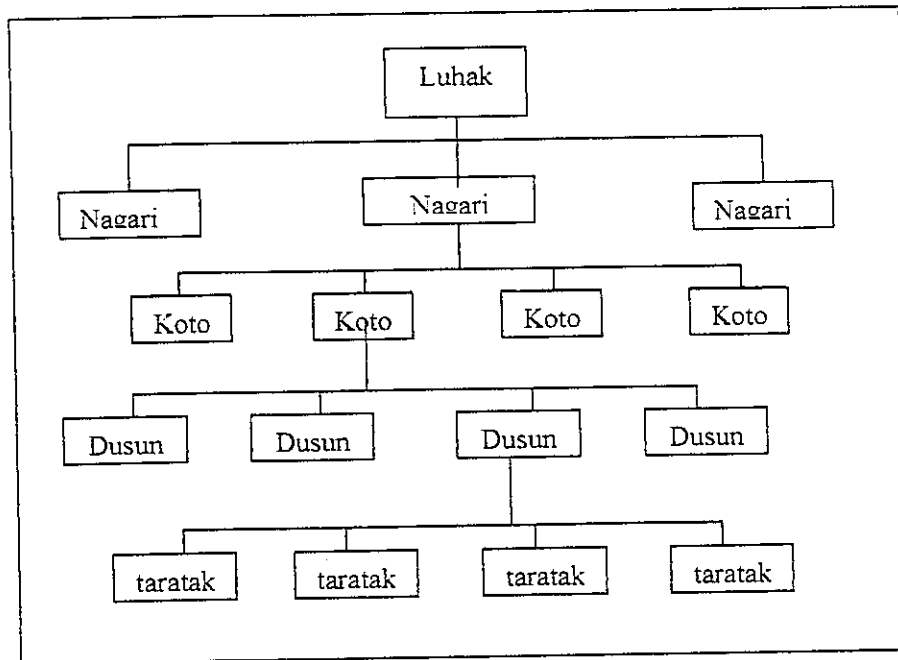 Luhak
Nagari Nagari Nagari
Koto Koto Koto Koto
Dusun Dusun Dusun Dusun
taratak taratak taratak taratak